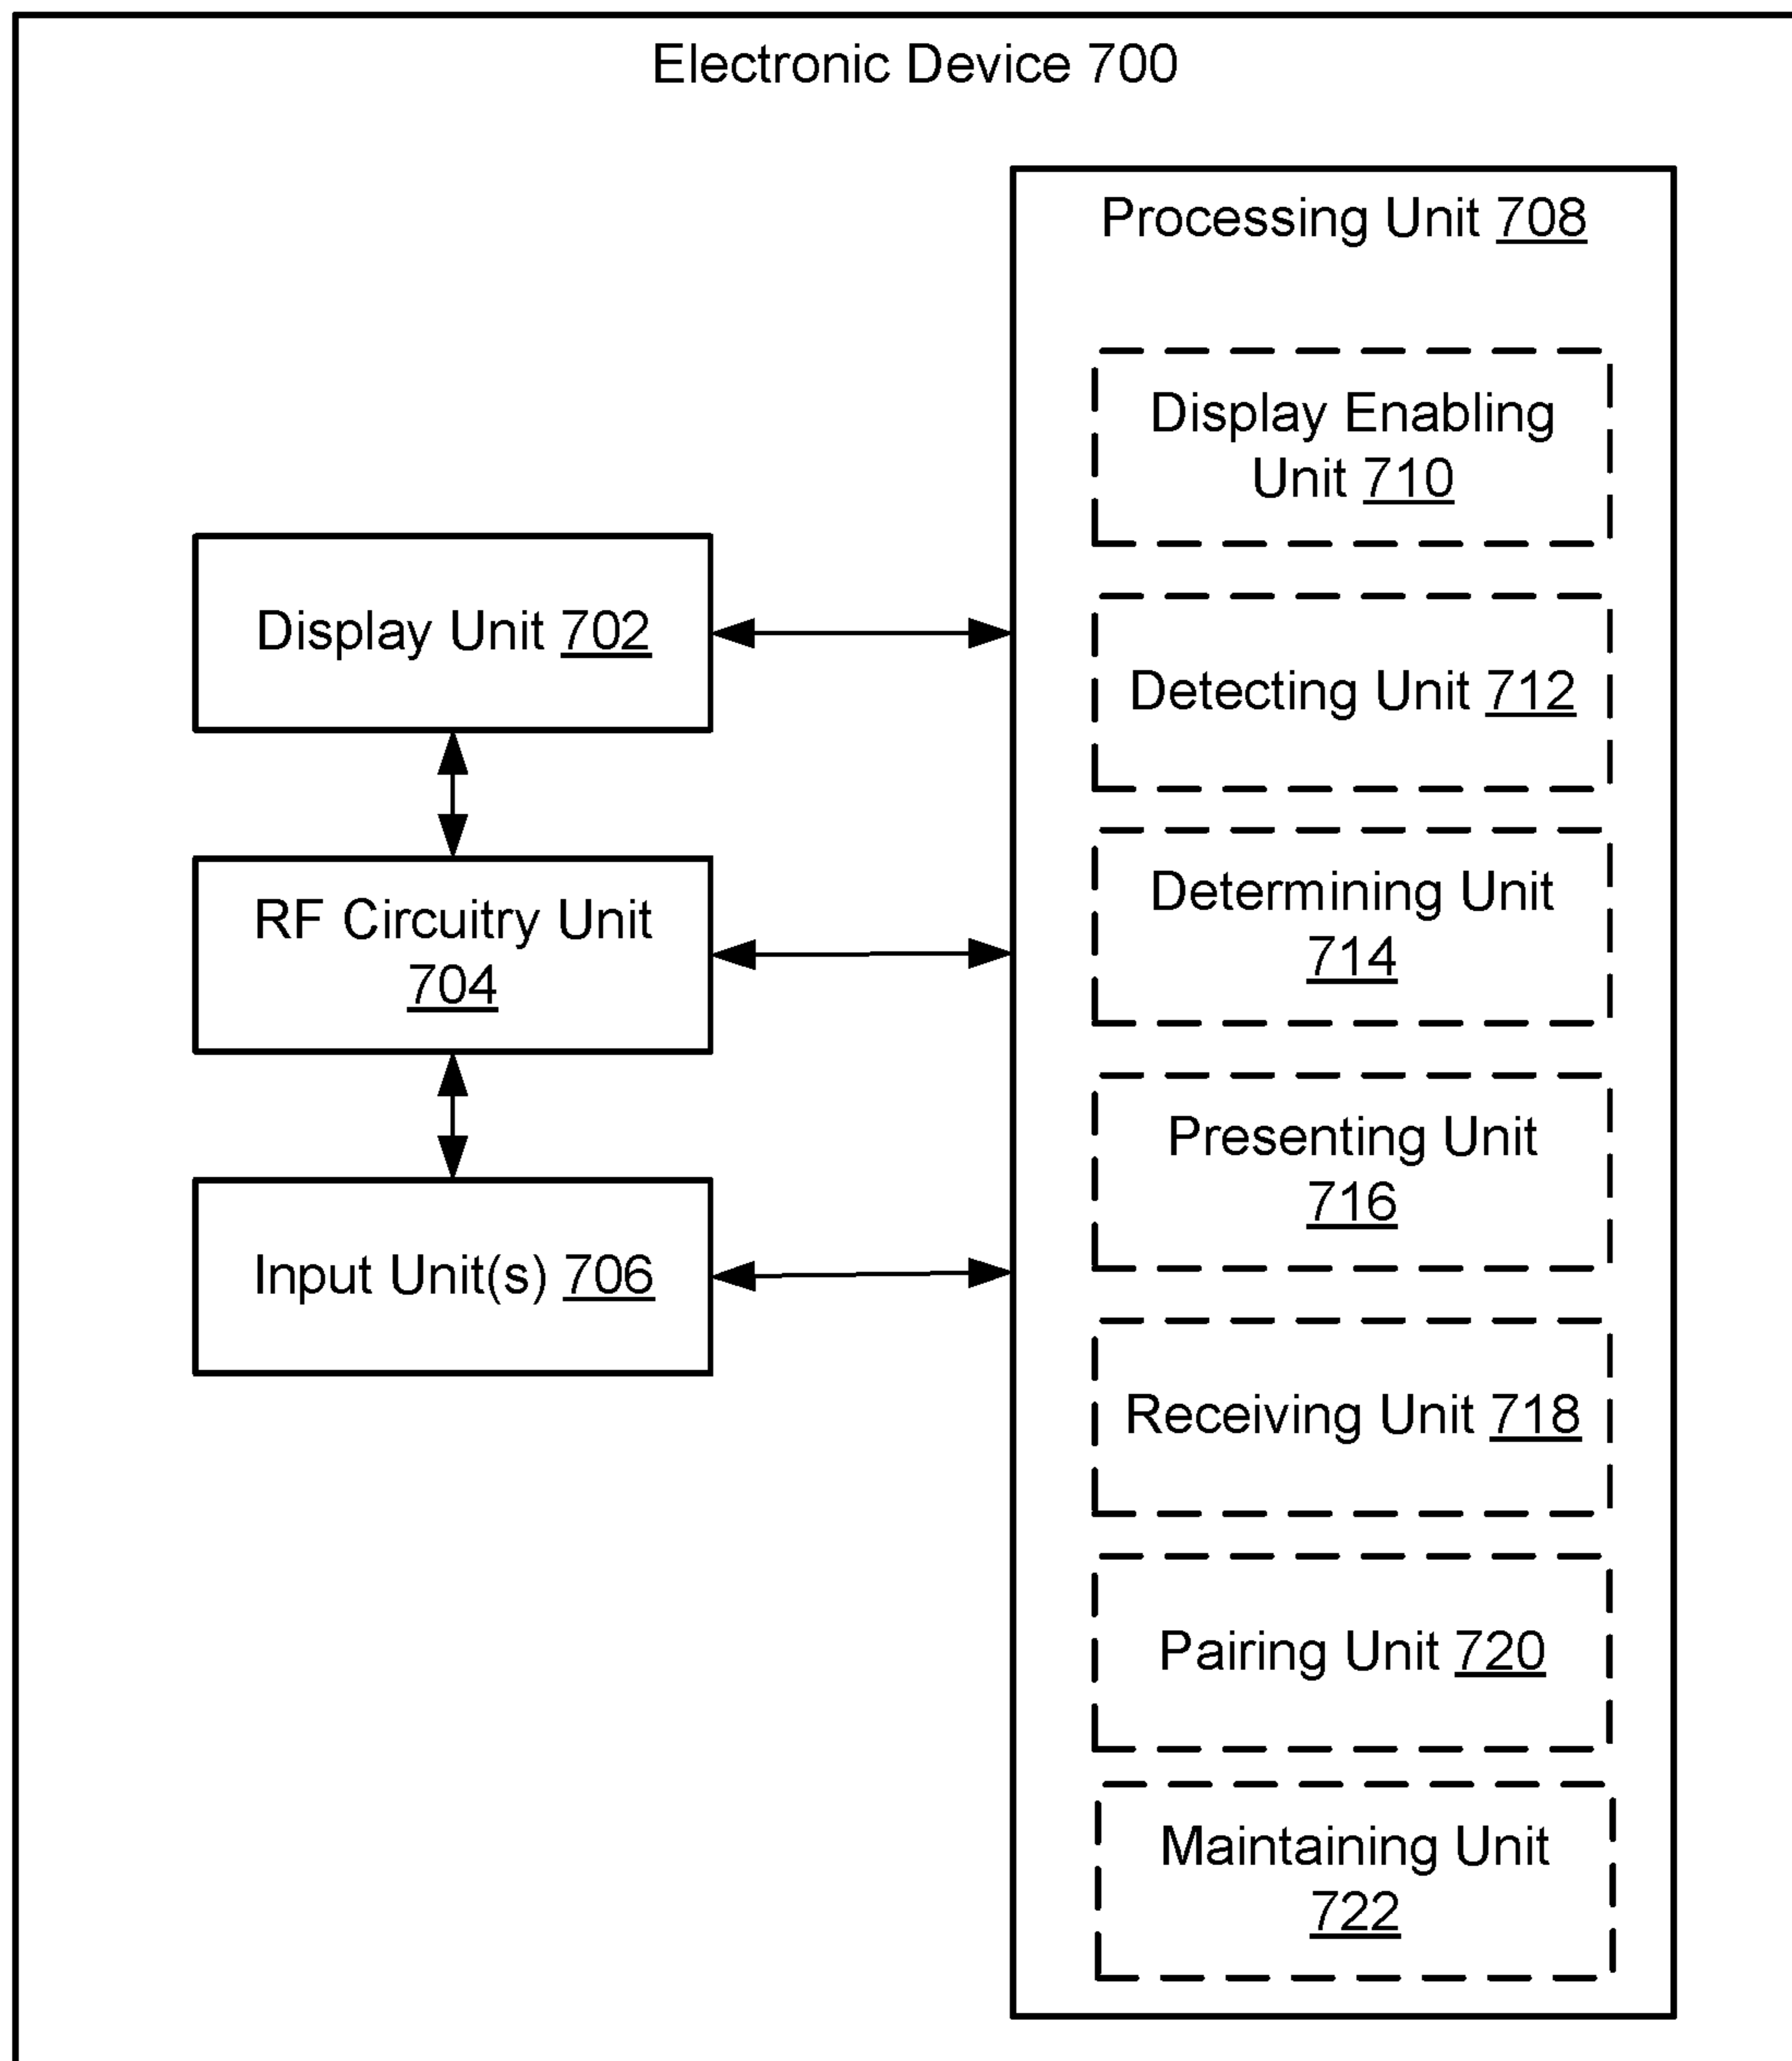 Electronic Device 700
Processing Unit 708
Display Enabling
Unit 710
Display Unit 702
Detecting Unit 712
RF Circuitry Unit
704
Determining Unit
714
Presenting Unit
716
Input Unit(s) 706
Receiving Unit 718
Pairing Unit 720
Maintaining Unit
722